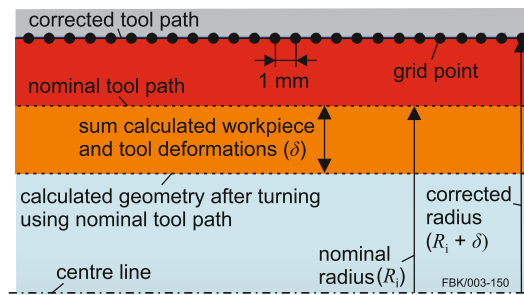 corrected tool path
grid point
1 mm
nominal tool path
sum calculated workpiece
and tool deformations (δ)
calculated geometry after turning
using nominal tool path
corrected
radius
(Ri + δ)
nominal
radius (Ri)
centre line
FBK/003-150